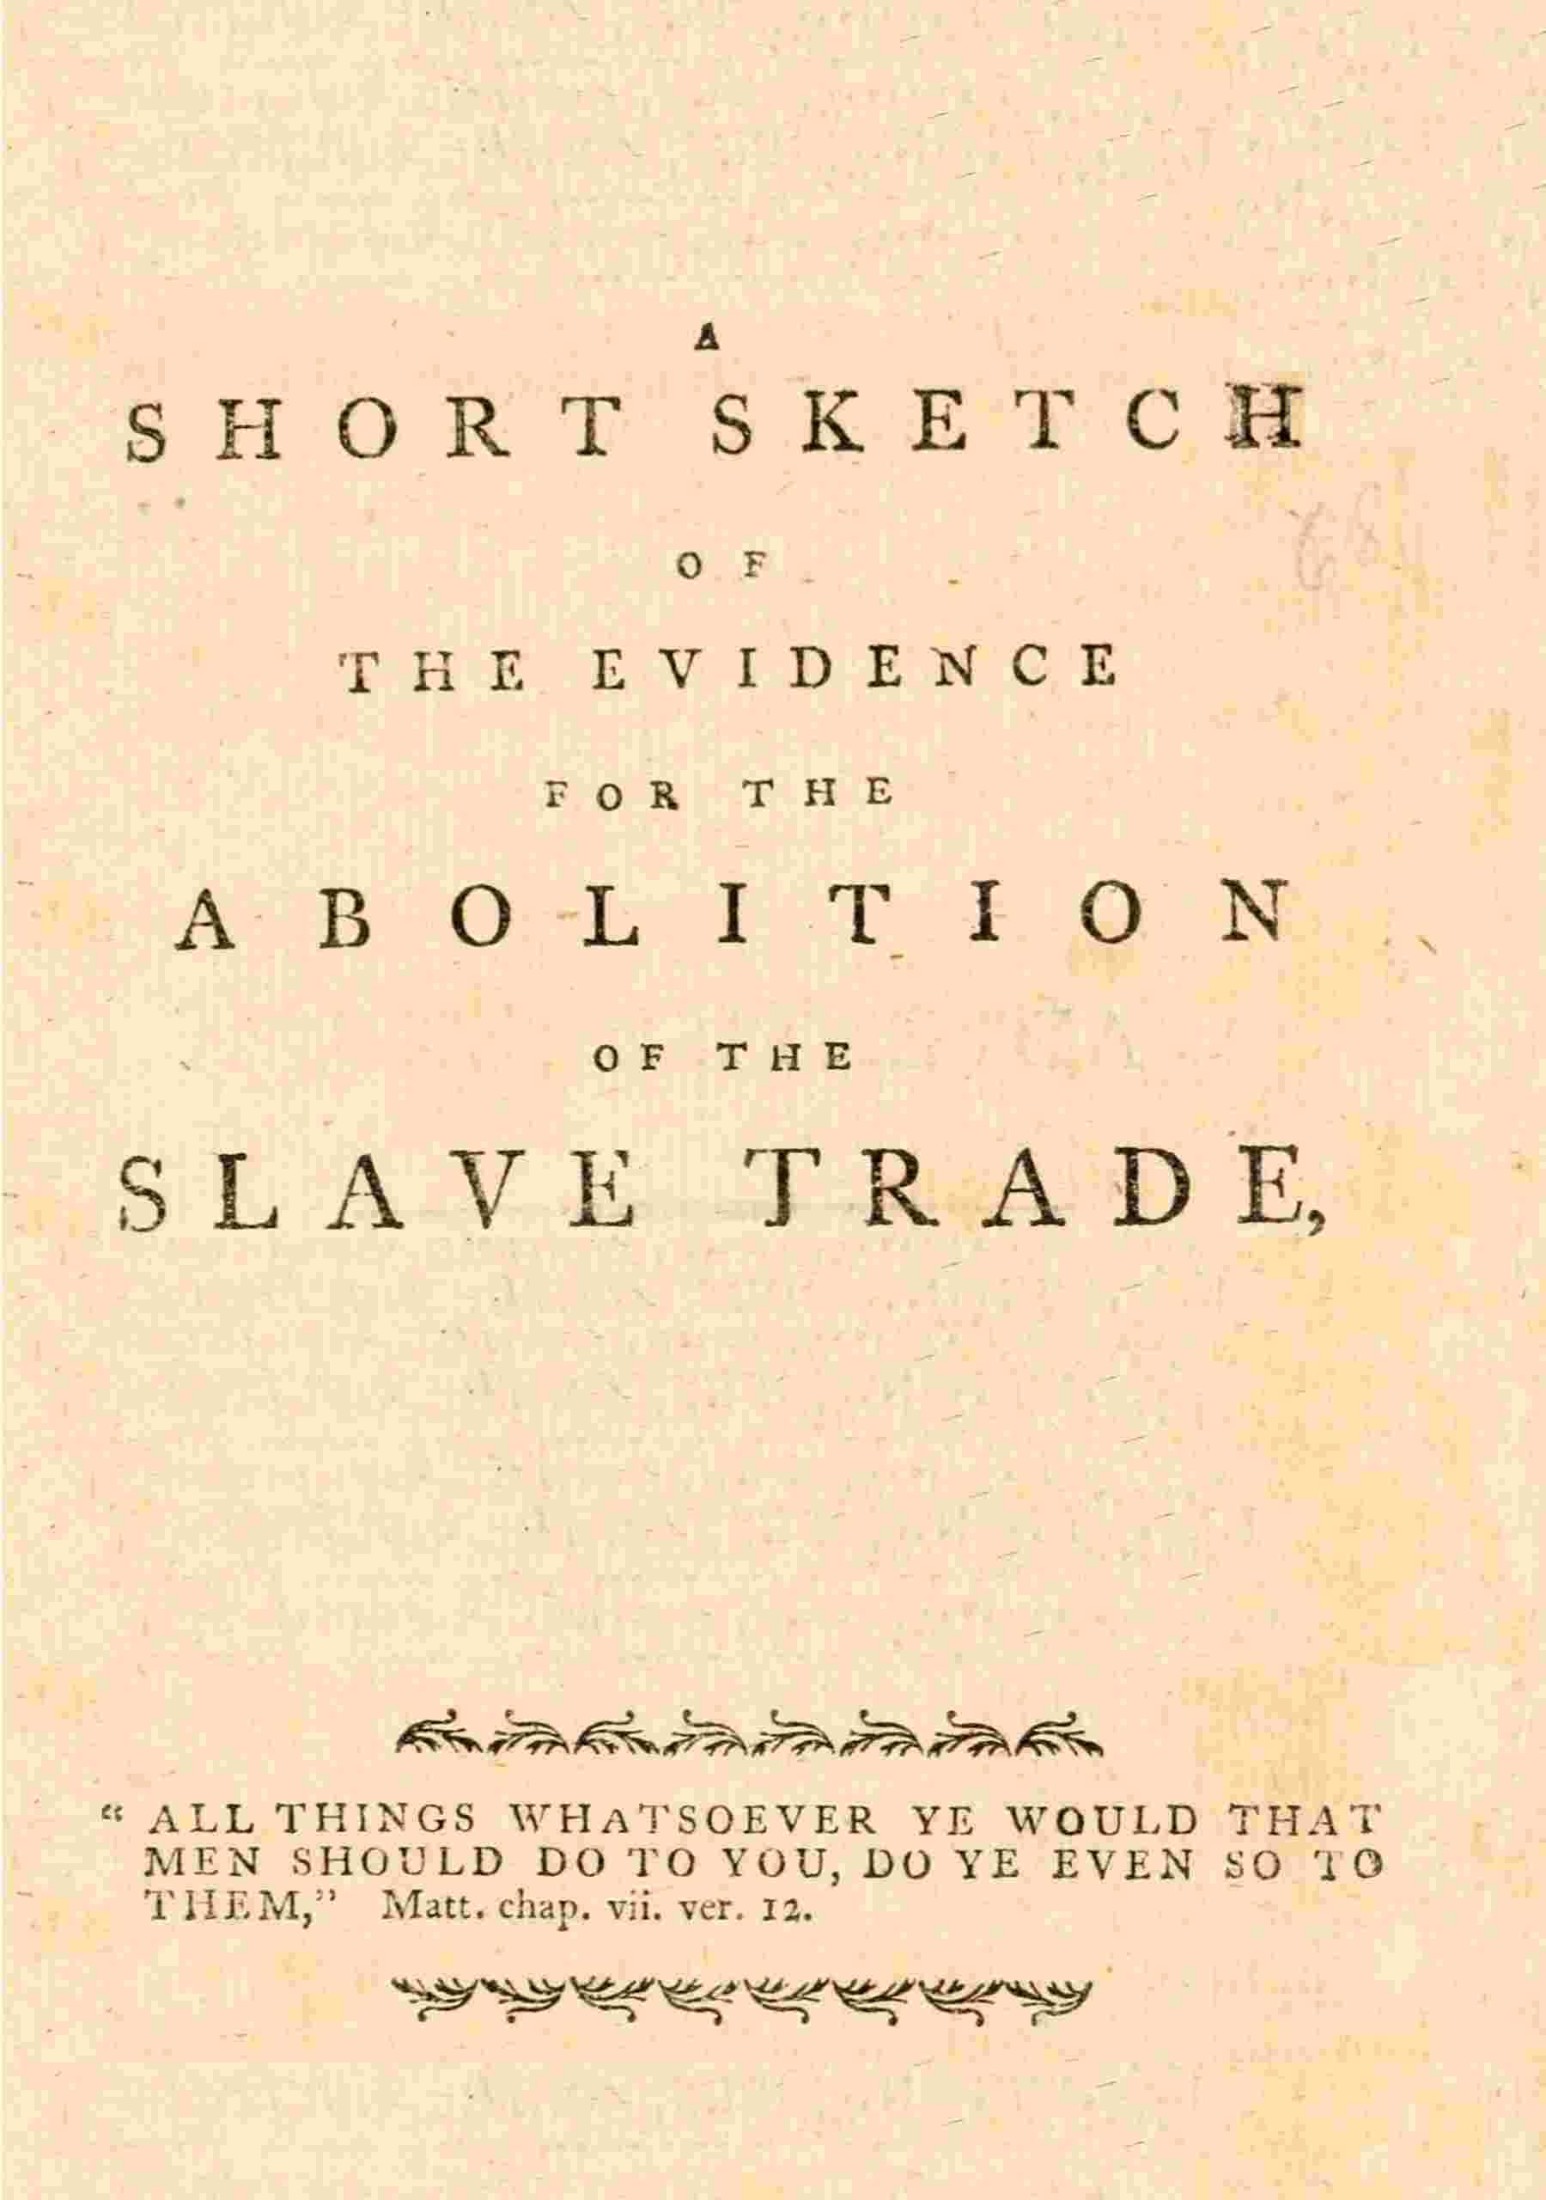 A
SHORT SKETCH
OF
THE EVIDENCE
FOR THE
ABOLITION
OF THE
SLAVE TRADE,
“ ALL THINGS WHATSOEVER YE WOULD THAT
MEN SHOULD DO TO YOU, DO YE EVEN SO TO
THEM,” Matt. chap. vii. ver. 12.